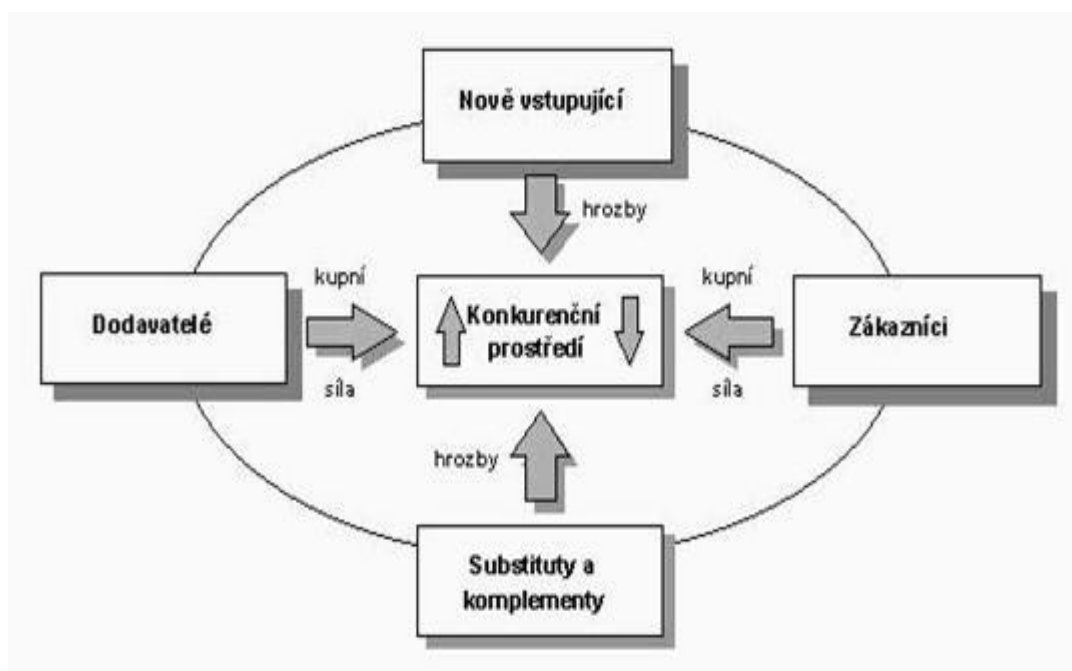 Nově vstupující
hrozby
kupní
Dodavatelé
síla
Konkurenční
prostředí
kupní
Zákazníci
síla
hrozby
Substituty a
komplementy